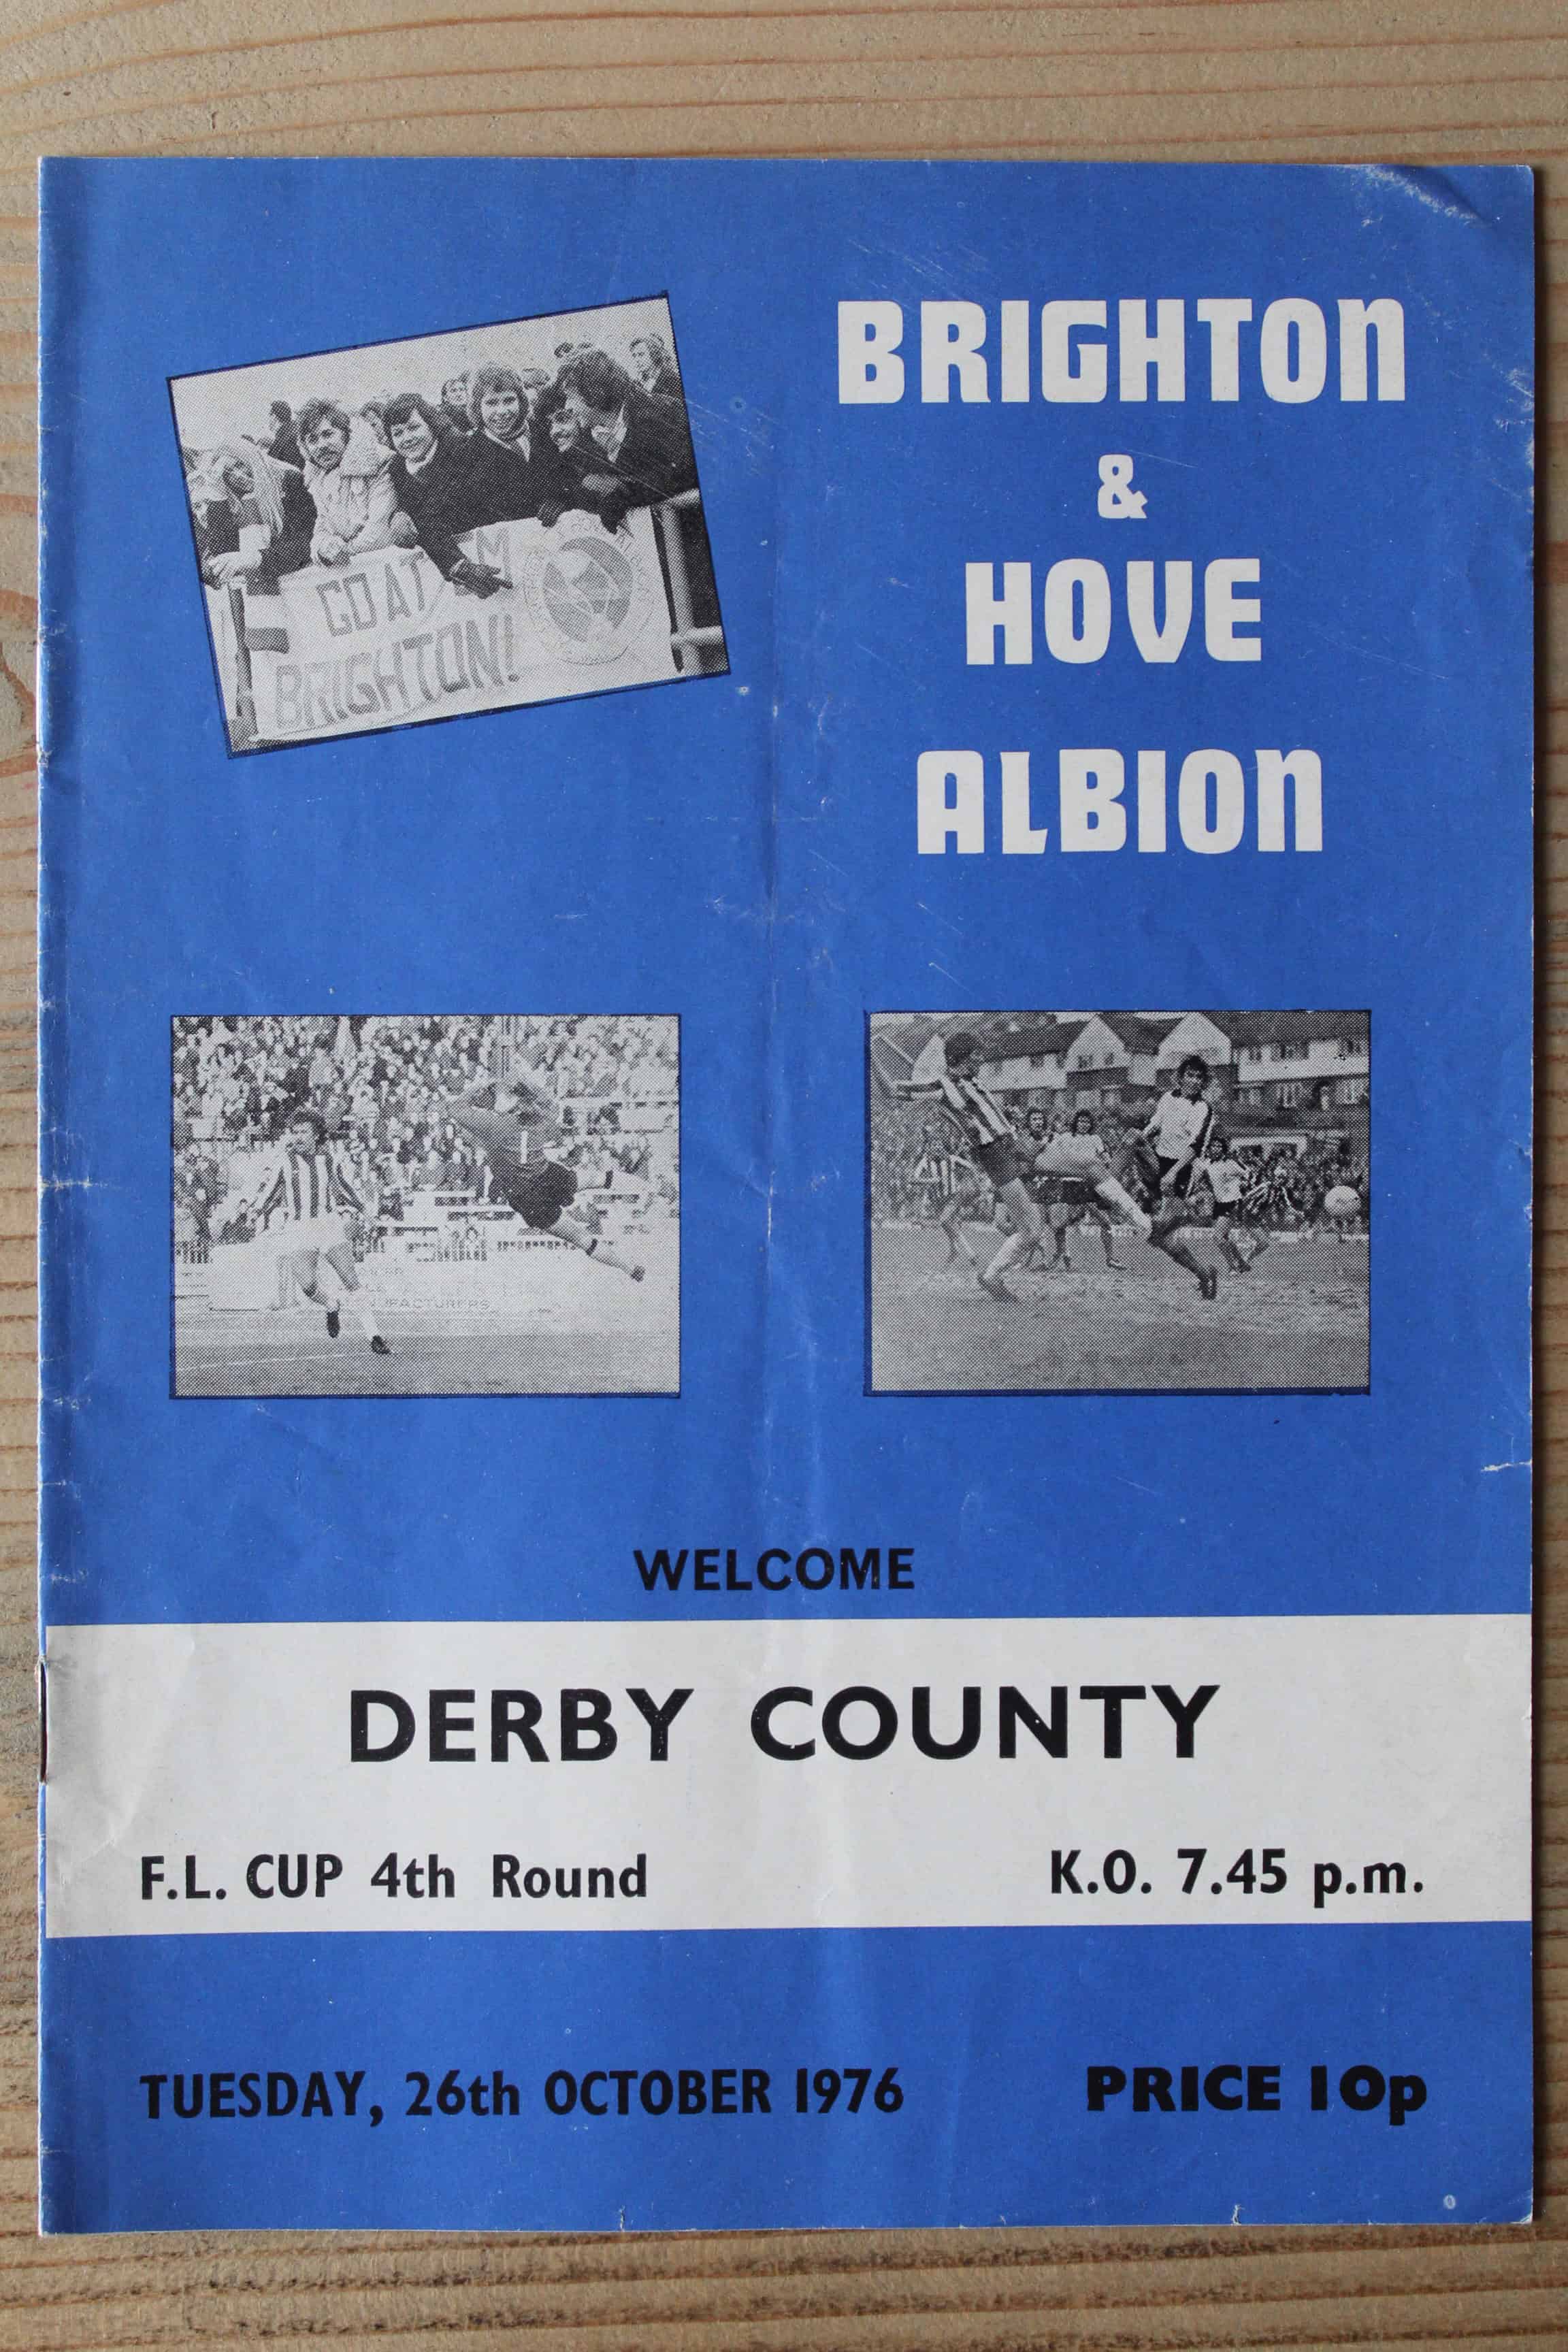 BRIGHTON
&
HOVE
ALBION
GO AT M
BRIGHTON!
1
WELCOME
DERBY COUNTY
F.L. CUP 4th Round
K.O. 7.45 p.m.
TUESDAY, 26th OCTOBER 1976
PRICE 10p